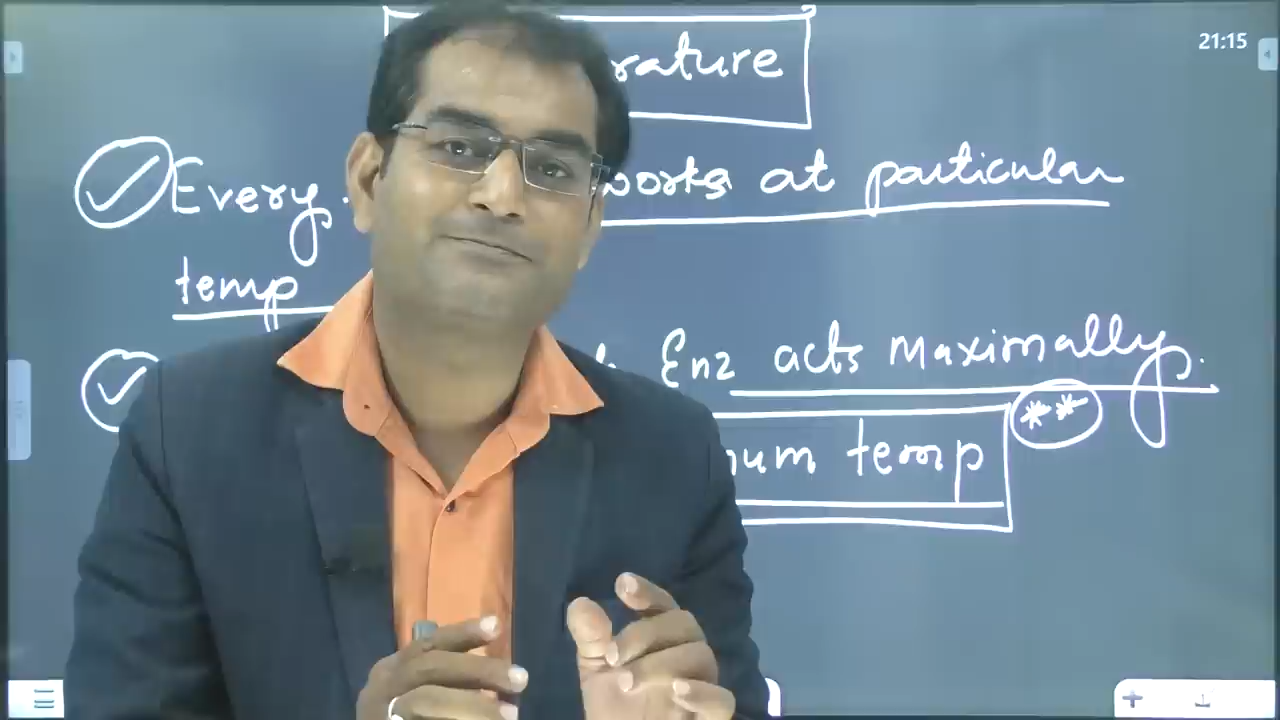 21:15
rature
Every works at particular
temp
Enz acts Maximally.
**
num temp